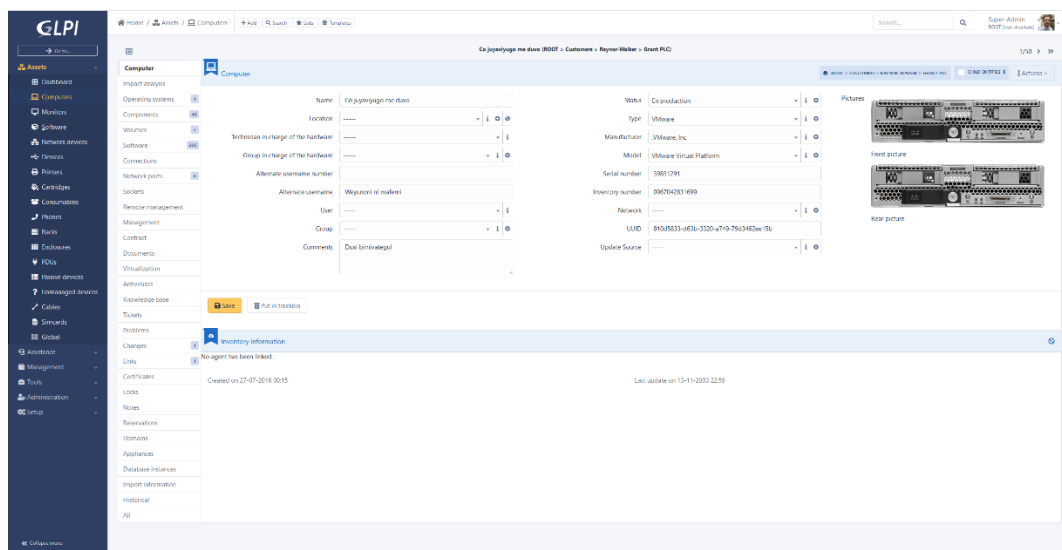 GLPI
Home / Assets / Computers + Add Search Lists Templates
Search...
Super-Admin
Go to...
Assets
Dashboard
Computers
Monitors
Software
Network devices
Devices
Printers
Cartridges
Consumables
Phones
Racks
Enclosures
PDUs
Passive devices
Unmanaged devices
Cables
Simcards
Global
Assistance
Management
Tools
Administration
Setup
Collapse menu
Co juyaviyugo me duvo (ROOT > Customers > Raynor-Walker > Grant PLC)
1/50
Computer
Impact analysis
Operating systems
Components
Volumes
Software
Connections
Network ports
Sockets
Remote management
Management
Contract
Documents
Virtualization
Antiviruses
Knowledge base
Tickets
Problems
Changes
Links
Certificates
Locks
Notes
Reservations
Domains
Appliances
Database instances
Import information
Historical
All
Computer
Actions
Name Co juyaviyugo me duvo
Location -----
Technician in charge of the hardware -----
Group in charge of the hardware -----
Alternate username number
Alternate username Weyunoni ni mafemi
User -----
Group -----
Comments
Status En production
Type VMware
Manufacturer VMware, Inc
Model VMware Virtual Platform
Serial number 39851291
Inventory number 0967042631699
Network -----
UUID
Update Source -----
Pictures
Front picture
Rear picture
Save
Put in trashbin
Inventory information
No agent has been linked.
Created on 27-07-2016 00:15
Last update on 13-11-2003 22:59